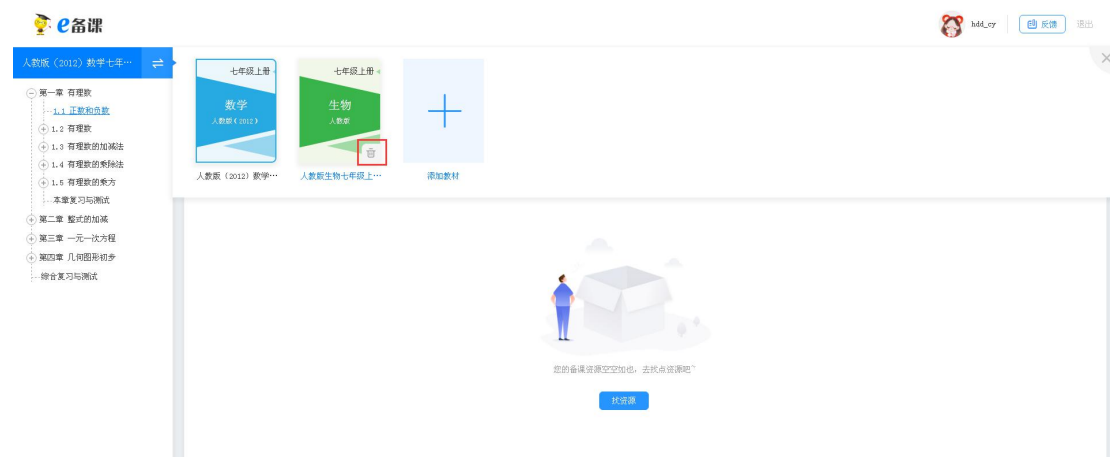 e备课
hdd_cy
反馈
退出
人教版（2012）数学七年…
第一章 有理数
1.1 正数和负数
1.2 有理数
1.3 有理数的加减法
1.4 有理数的乘除法
1.5 有理数的乘方
本章复习与测试
第二章 整式的加减
第三章 一元一次方程
第四章 几何图形初步
综合复习与测试
七年级上册
数学
人教版（2012）
人教版（2012）数学…
七年级上册
生物
人教版
人教版生物七年级上…
添加教材
您的备课资源空空如也，去找点资源吧~
找资源